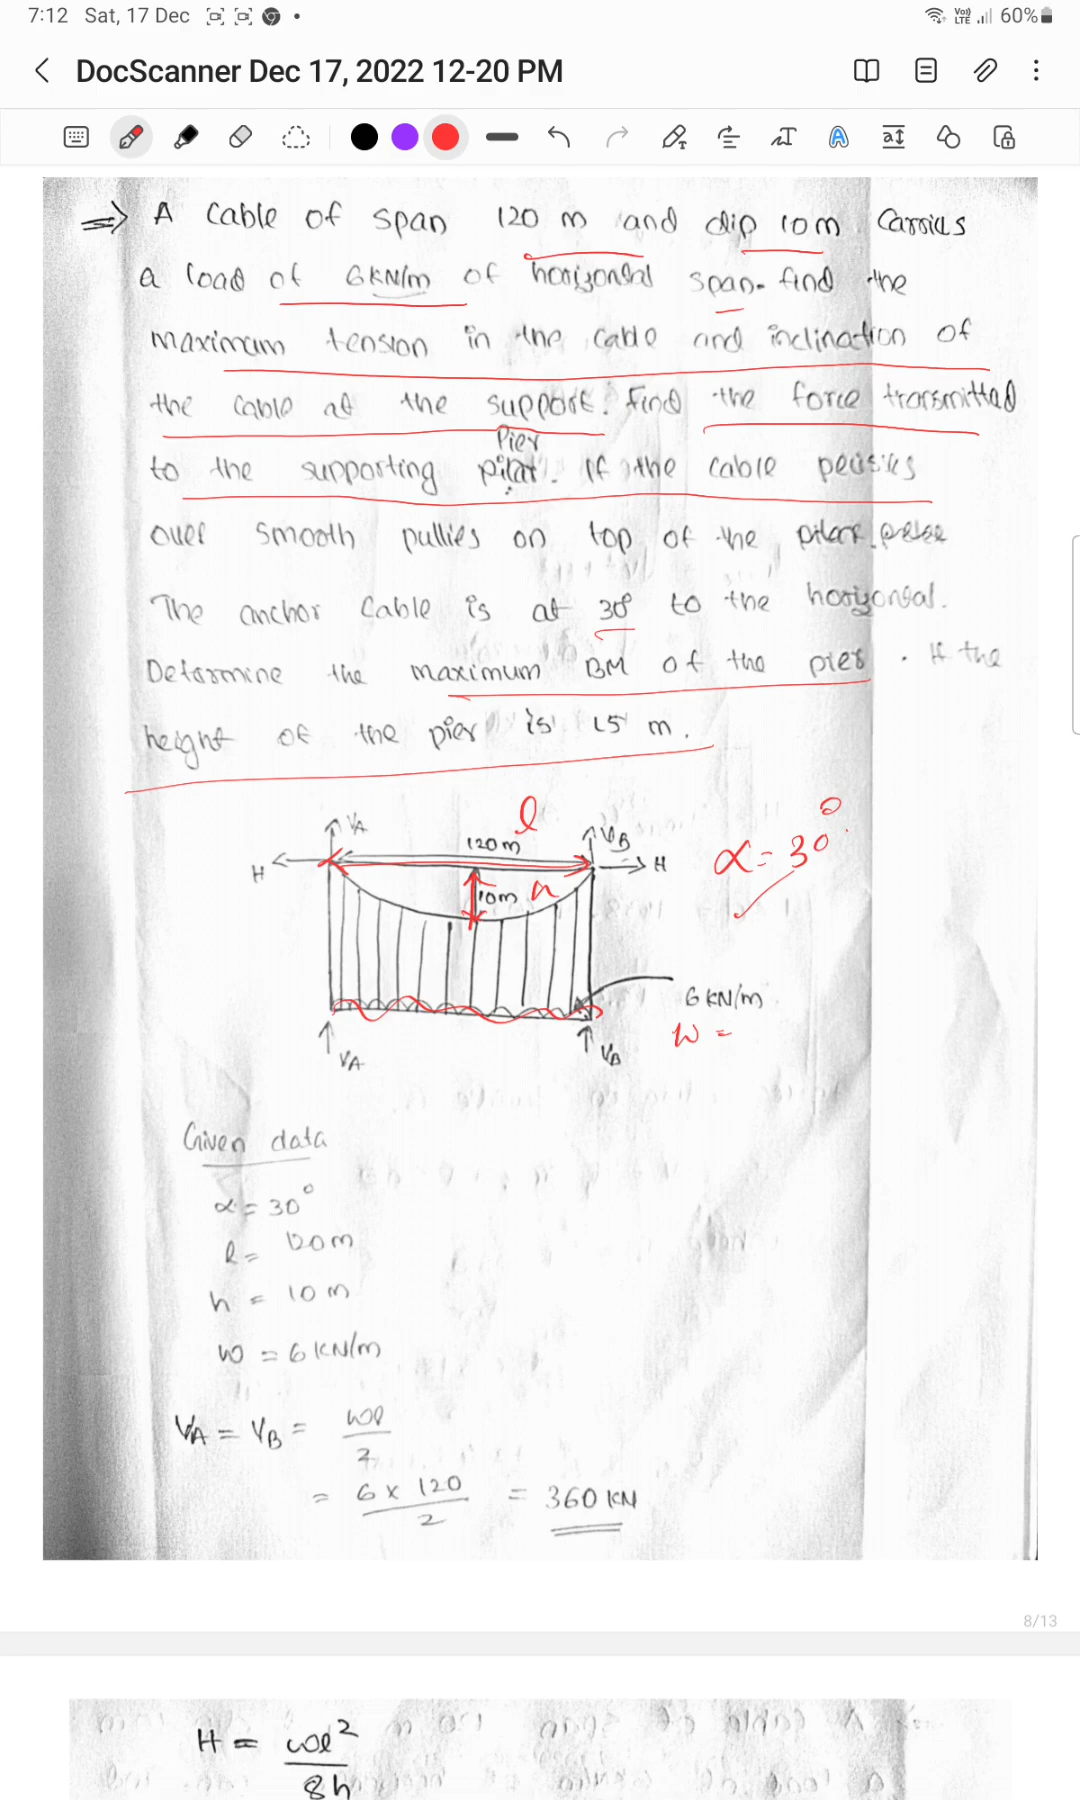 7:12 Sat, 17 Dec
60%
DocScanner Dec 17, 2022 12-20 PM
=> A cable of span 120 m and dip 10m Carries
a load of 6KN/m of horizontal span. find the
maximum tension in the cable and inclination of
the cable at the support. Find the force transmitted
Pier
to the supporting pilar. If the cable passes
over smooth pullies on top of the
The anchor Cable is at 30° to the horizontal.
Determine the maximum BM of the pier. If the
height of the pier is 15 m.
l
VA
VB
120m
H
H
α = 30°
10m
h
6 KN/m
W =
VA
VB
Given data
α = 30°
l = 120m
h = 10 m
w = 6 KN/m
VA = VB = wl/2
= 6 x 120/2 = 360 KN
8/13
H = wl²/8h